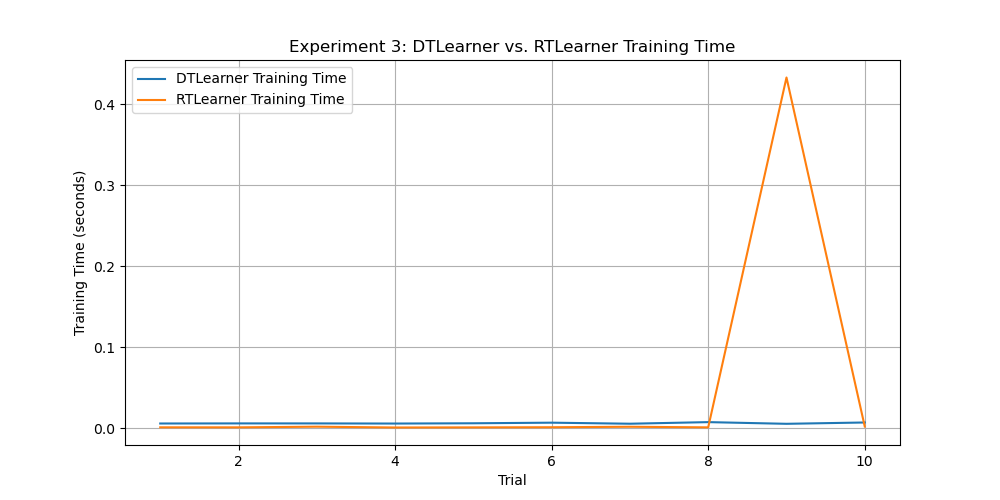 Experiment 3: DTLearner vs. RTLearner Training Time
DTLearner Training Time
RTLearner Training Time
Training Time (seconds)
0.4
0.3
0.2
0.1
0.0
2 4 6 8 10
Trial